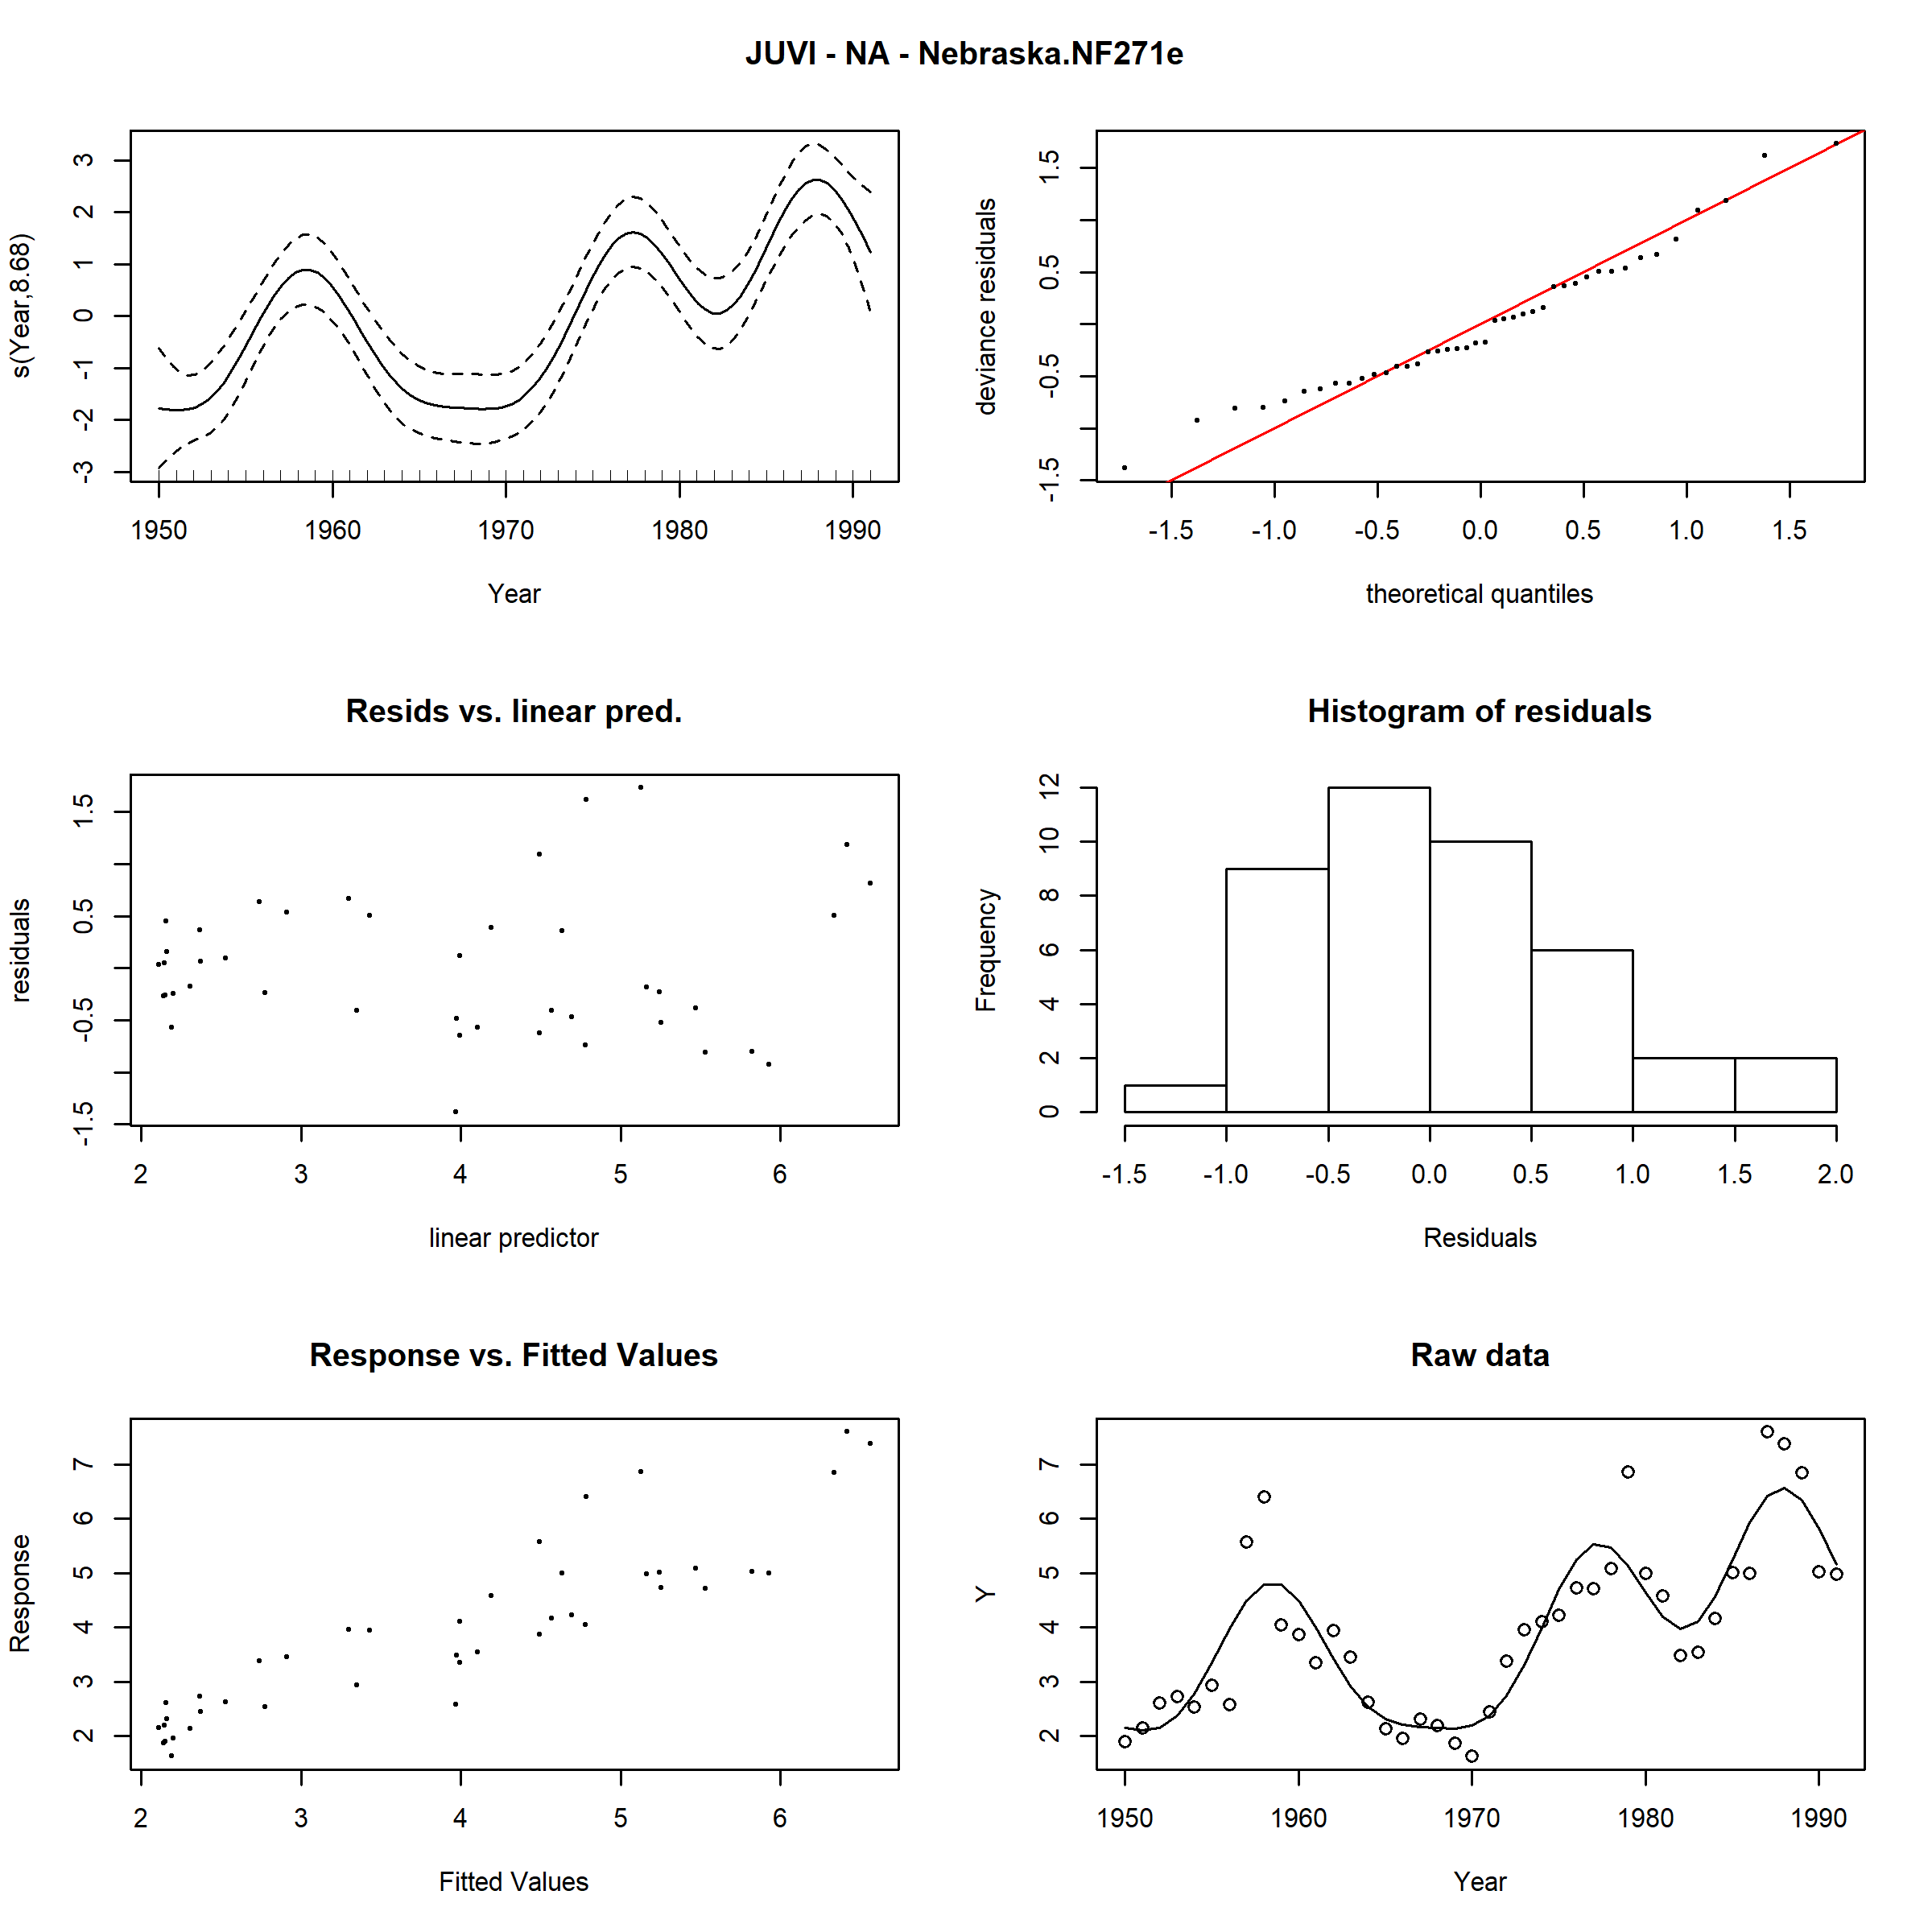 JUVI - NA - Nebraska.NF271e
s(Year,8.68)
3
2
1
0
-1
-2
-3
1950 1960 1970 1980 1990
Year
deviance residuals
1.5
0.5
-0.5
-1.5
-1.5 -1.0 -0.5 0.0 0.5 1.0 1.5
theoretical quantiles
Resids vs. linear pred.
residuals
1.5
0.5
-0.5
-1.5
2 3 4 5 6
linear predictor
Histogram of residuals
Frequency
12
10
8
6
4
2
0
-1.5 -1.0 -0.5 0.0 0.5 1.0 1.5 2.0
Residuals
Response vs. Fitted Values
Response
7
6
5
4
3
2
2 3 4 5 6
Fitted Values
Raw data
Y
7
6
5
4
3
2
1950 1960 1970 1980 1990
Year